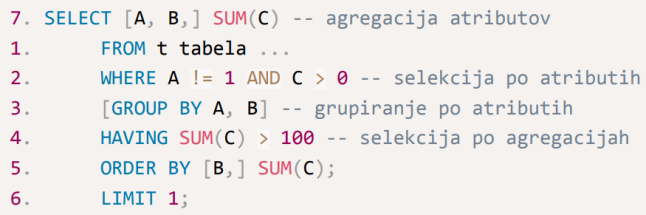 7. SELECT [A, B,] SUM(C) -- agregacija atributov
1. FROM t tabela ...
2. WHERE A != 1 AND C > 0 -- selekcija po atributih
3. [GROUP BY A, B] -- grupiranje po atributih
4. HAVING SUM(C) > 100 -- selekcija po agregacijah
5. ORDER BY [B,] SUM(C);
6. LIMIT 1;